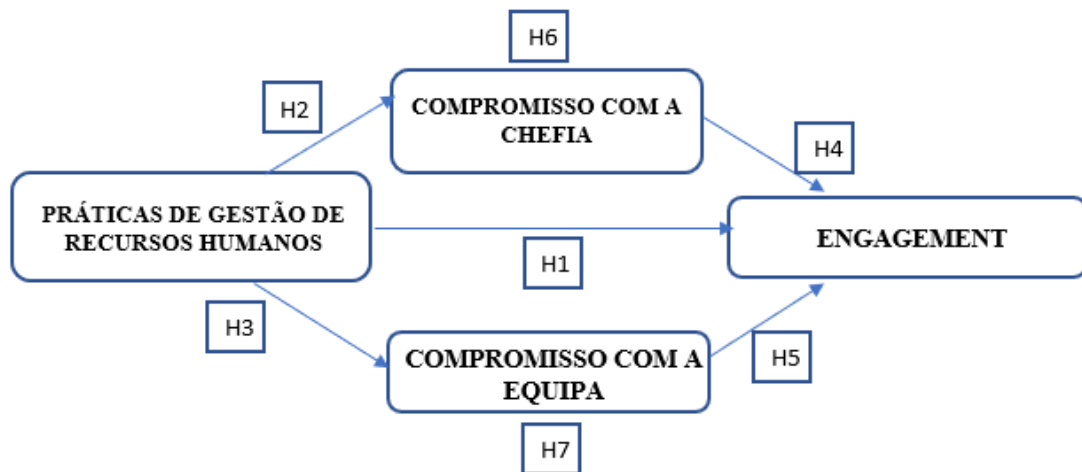 H6
COMPROMISSO COM A
CHEFIA
H2
H4
PRÁTICAS DE GESTÃO DE
RECURSOS HUMANOS
ENGAGEMENT
H1
H3
COMPROMISSO COM A
EQUIPA
H5
H7